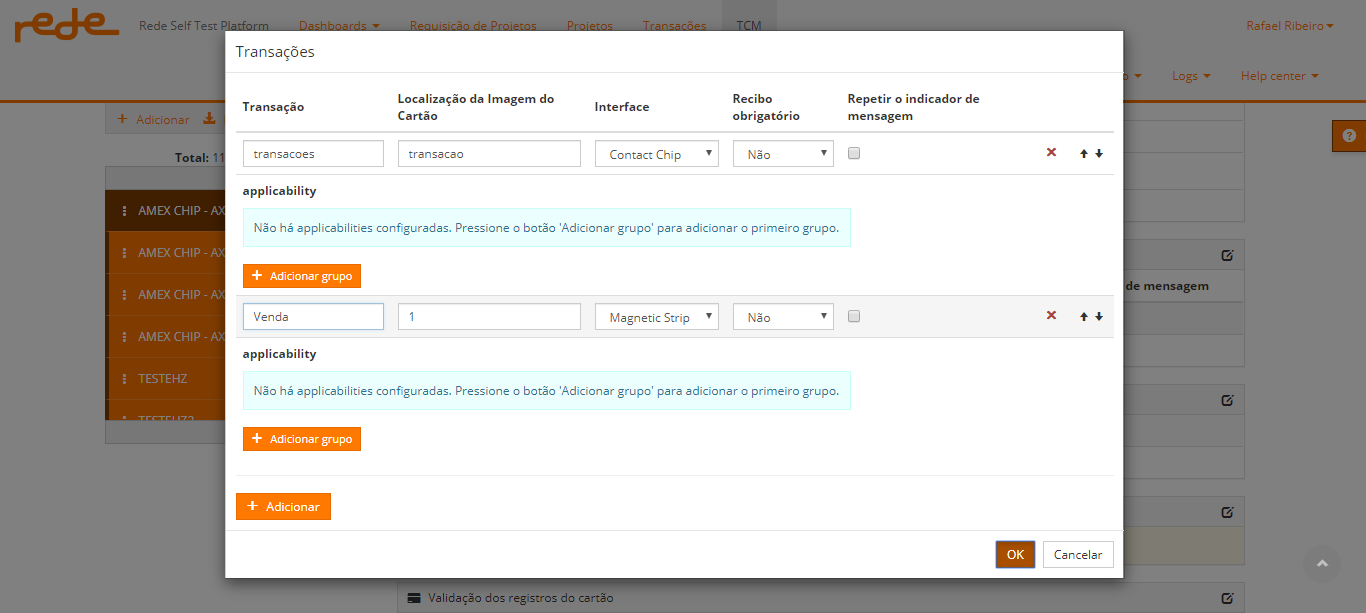 rede Rede Self Test Platform Dashboards Requisição de Projetos Projetos Transações TCM Rafael Ribeiro
Logs Help center
Transações
Transação Localização da Imagem do Cartão Interface Recibo obrigatório Repetir o indicador de mensagem
Adicionar
Total: 11
transacoes transacao Contact Chip Não
applicability
AMEX CHIP - AX
Não há applicabilities configuradas. Pressione o botão 'Adicionar grupo' para adicionar o primeiro grupo.
AMEX CHIP - AX
Adicionar grupo
de mensagem
AMEX CHIP - AX
Venda 1 Magnetic Strip Não
AMEX CHIP - AX
applicability
TESTEHZ
Não há applicabilities configuradas. Pressione o botão 'Adicionar grupo' para adicionar o primeiro grupo.
Adicionar grupo
Adicionar
OK Cancelar
Validação dos registros do cartão